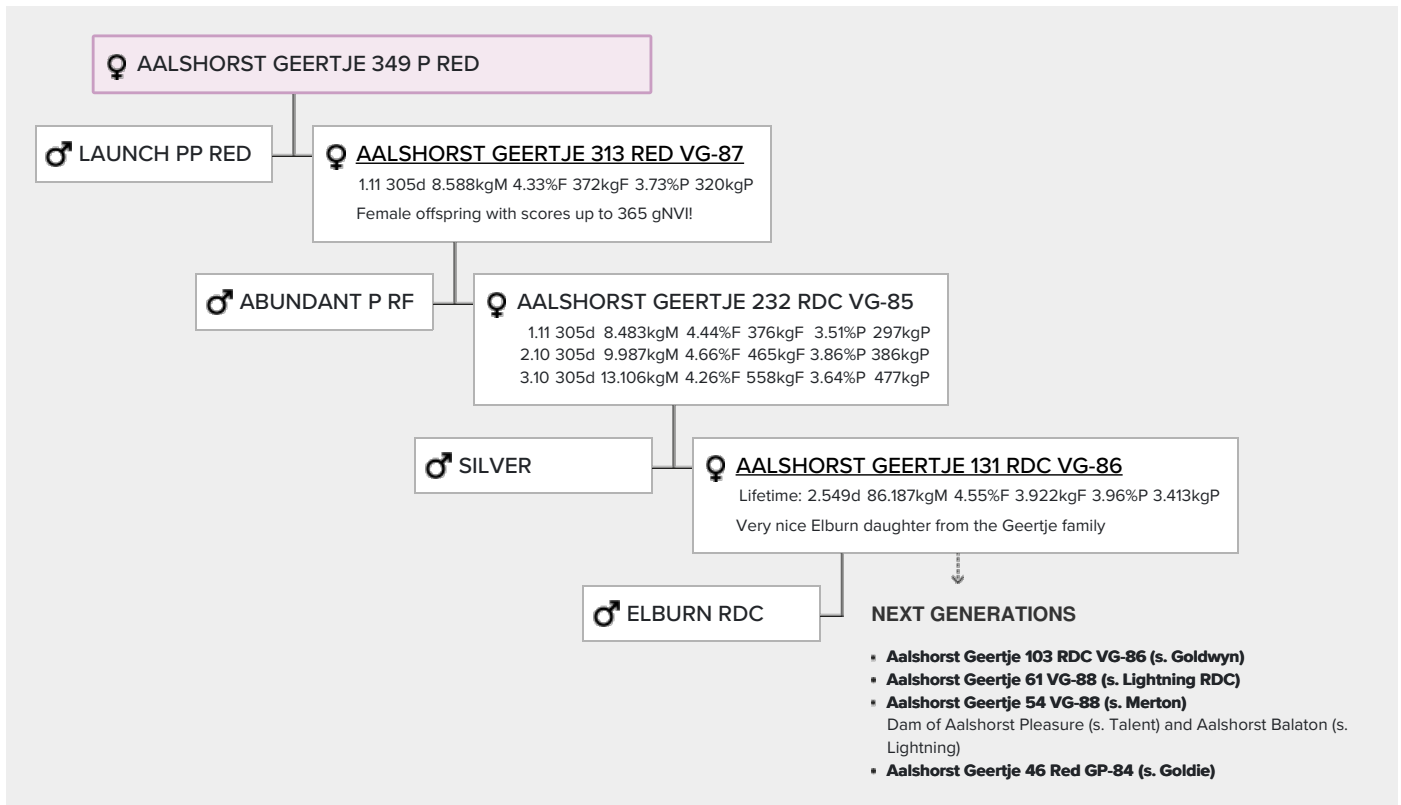 AALSHORST GEERTJE 349 P RED
LAUNCH PP RED
AALSHORST GEERTJE 313 RED VG-87
1.11 305d 8.588kgM 4.33%F 372kgF 3.73%P 320kgP
Female offspring with scores up to 365 gNVI!
ABUNDANT P RF
AALSHORST GEERTJE 232 RDC VG-85
1.11 305d 8.483kgM 4.44%F 376kgF 3.51%P 297kgP
2.10 305d 9.987kgM 4.66%F 465kgF 3.86%P 386kgP
3.10 305d 13.106kgM 4.26%F 558kgF 3.64%P 477kgP
SILVER
AALSHORST GEERTJE 131 RDC VG-86
Lifetime: 2.549d 86.187kgM 4.55%F 3.922kgF 3.96%P 3.413kgP
Very nice Elburn daughter from the Geertje family
ELBURN RDC
NEXT GENERATIONS
Aalshorst Geertje 103 RDC VG-86 (s. Goldwyn)
Aalshorst Geertje 61 VG-88 (s. Lightning RDC)
Aalshorst Geertje 54 VG-88 (s. Merton)
Dam of Aalshorst Pleasure (s. Talent) and Aalshorst Balaton (s.
Lightning)
Aalshorst Geertje 46 Red GP-84 (s. Goldie)